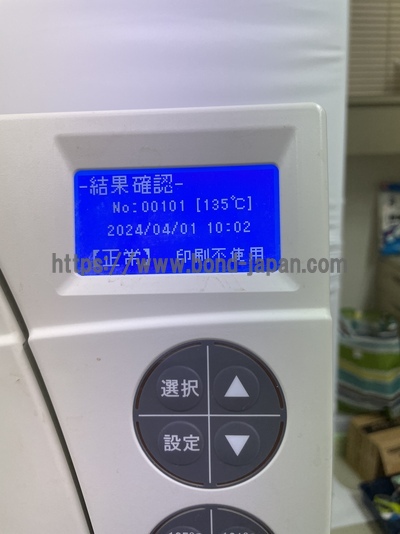 -結果確認-
No:00101 [135℃]
2024/04/01 10:02
【正常】 印刷不使用
https://www.bond-japan.com
選択 ▲
設定 ▼